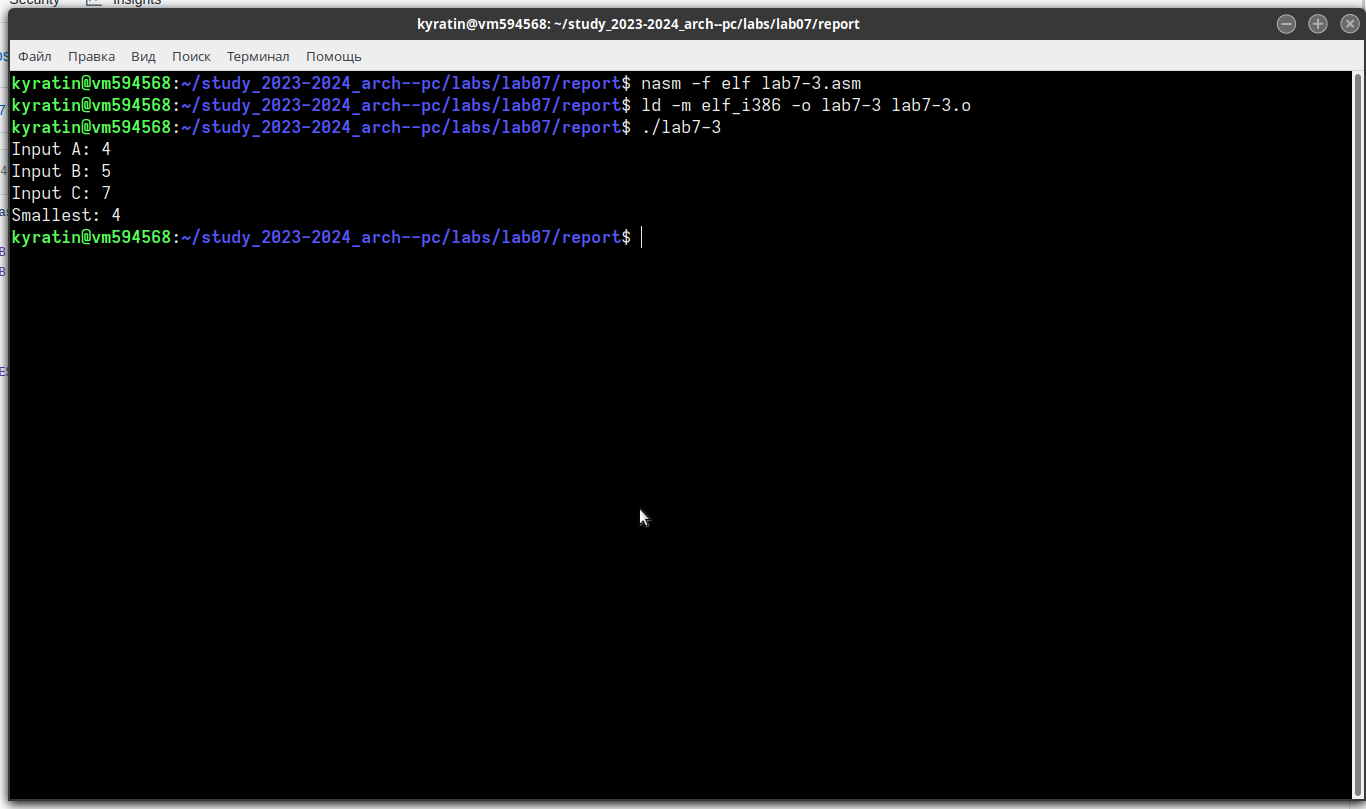 Security Insights
kyratin@vm594568: ~/study_2023-2024_arch--pc/labs/lab07/report
Файл Правка Вид Поиск Терминал Помощь
kyratin@vm594568:~/study_2023-2024_arch--pc/labs/lab07/report$ nasm -f elf lab7-3.asm
kyratin@vm594568:~/study_2023-2024_arch--pc/labs/lab07/report$ ld -m elf_i386 -o lab7-3 lab7-3.o
kyratin@vm594568:~/study_2023-2024_arch--pc/labs/lab07/report$ ./lab7-3
Input A: 4
Input B: 5
Input C: 7
Smallest: 4
kyratin@vm594568:~/study_2023-2024_arch--pc/labs/lab07/report$